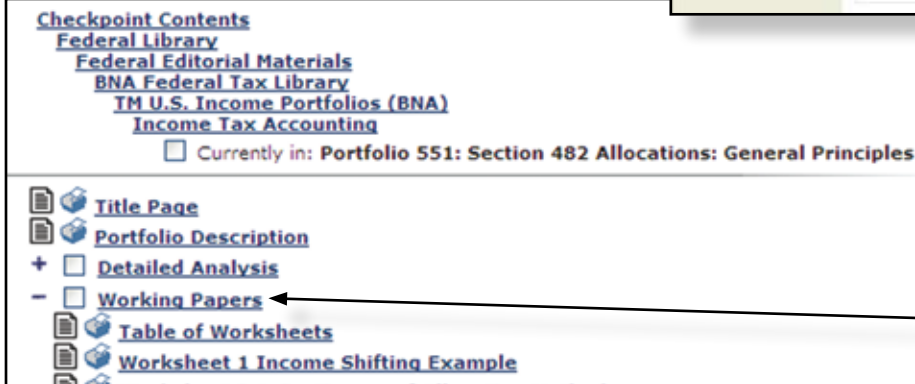 Checkpoint Contents
Federal Library
Federal Editorial Materials
BNA Federal Tax Library
TM U.S. Income Portfolios (BNA)
Income Tax Accounting
Currently in: Portfolio 551: Section 482 Allocations: General Principles
Title Page
Portfolio Description
+ Detailed Analysis
− Working Papers
Table of Worksheets
Worksheet 1 Income Shifting Example